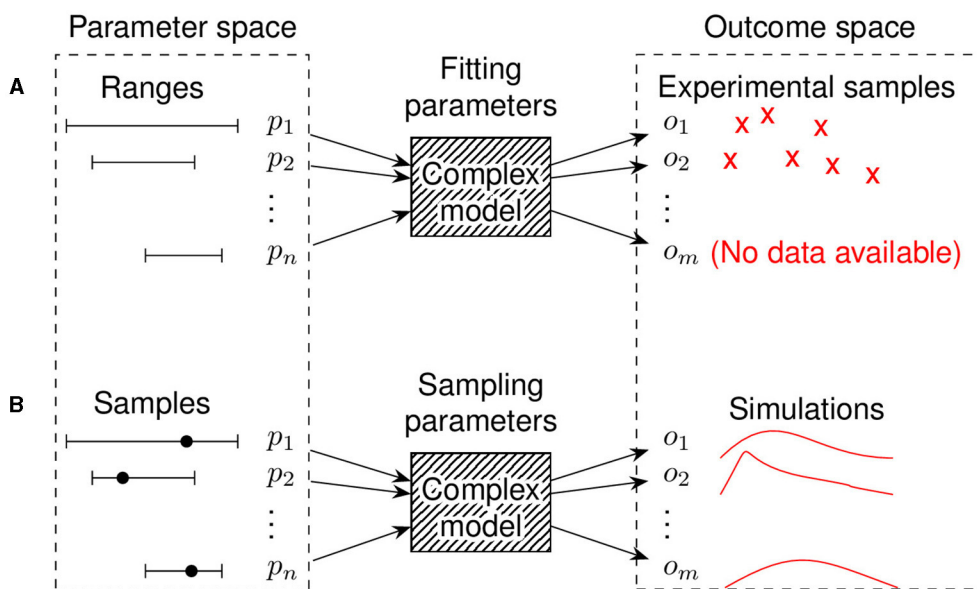 Parameter space
Outcome space
A
Ranges
Fitting
parameters
Experimental samples
p1
o1
x x x
p2
Complex
o2
x x x x
⋮
model
⋮
pn
om (No data available)
B
Samples
Sampling
parameters
Simulations
p1
o1
p2
Complex
o2
⋮
model
⋮
pn
om